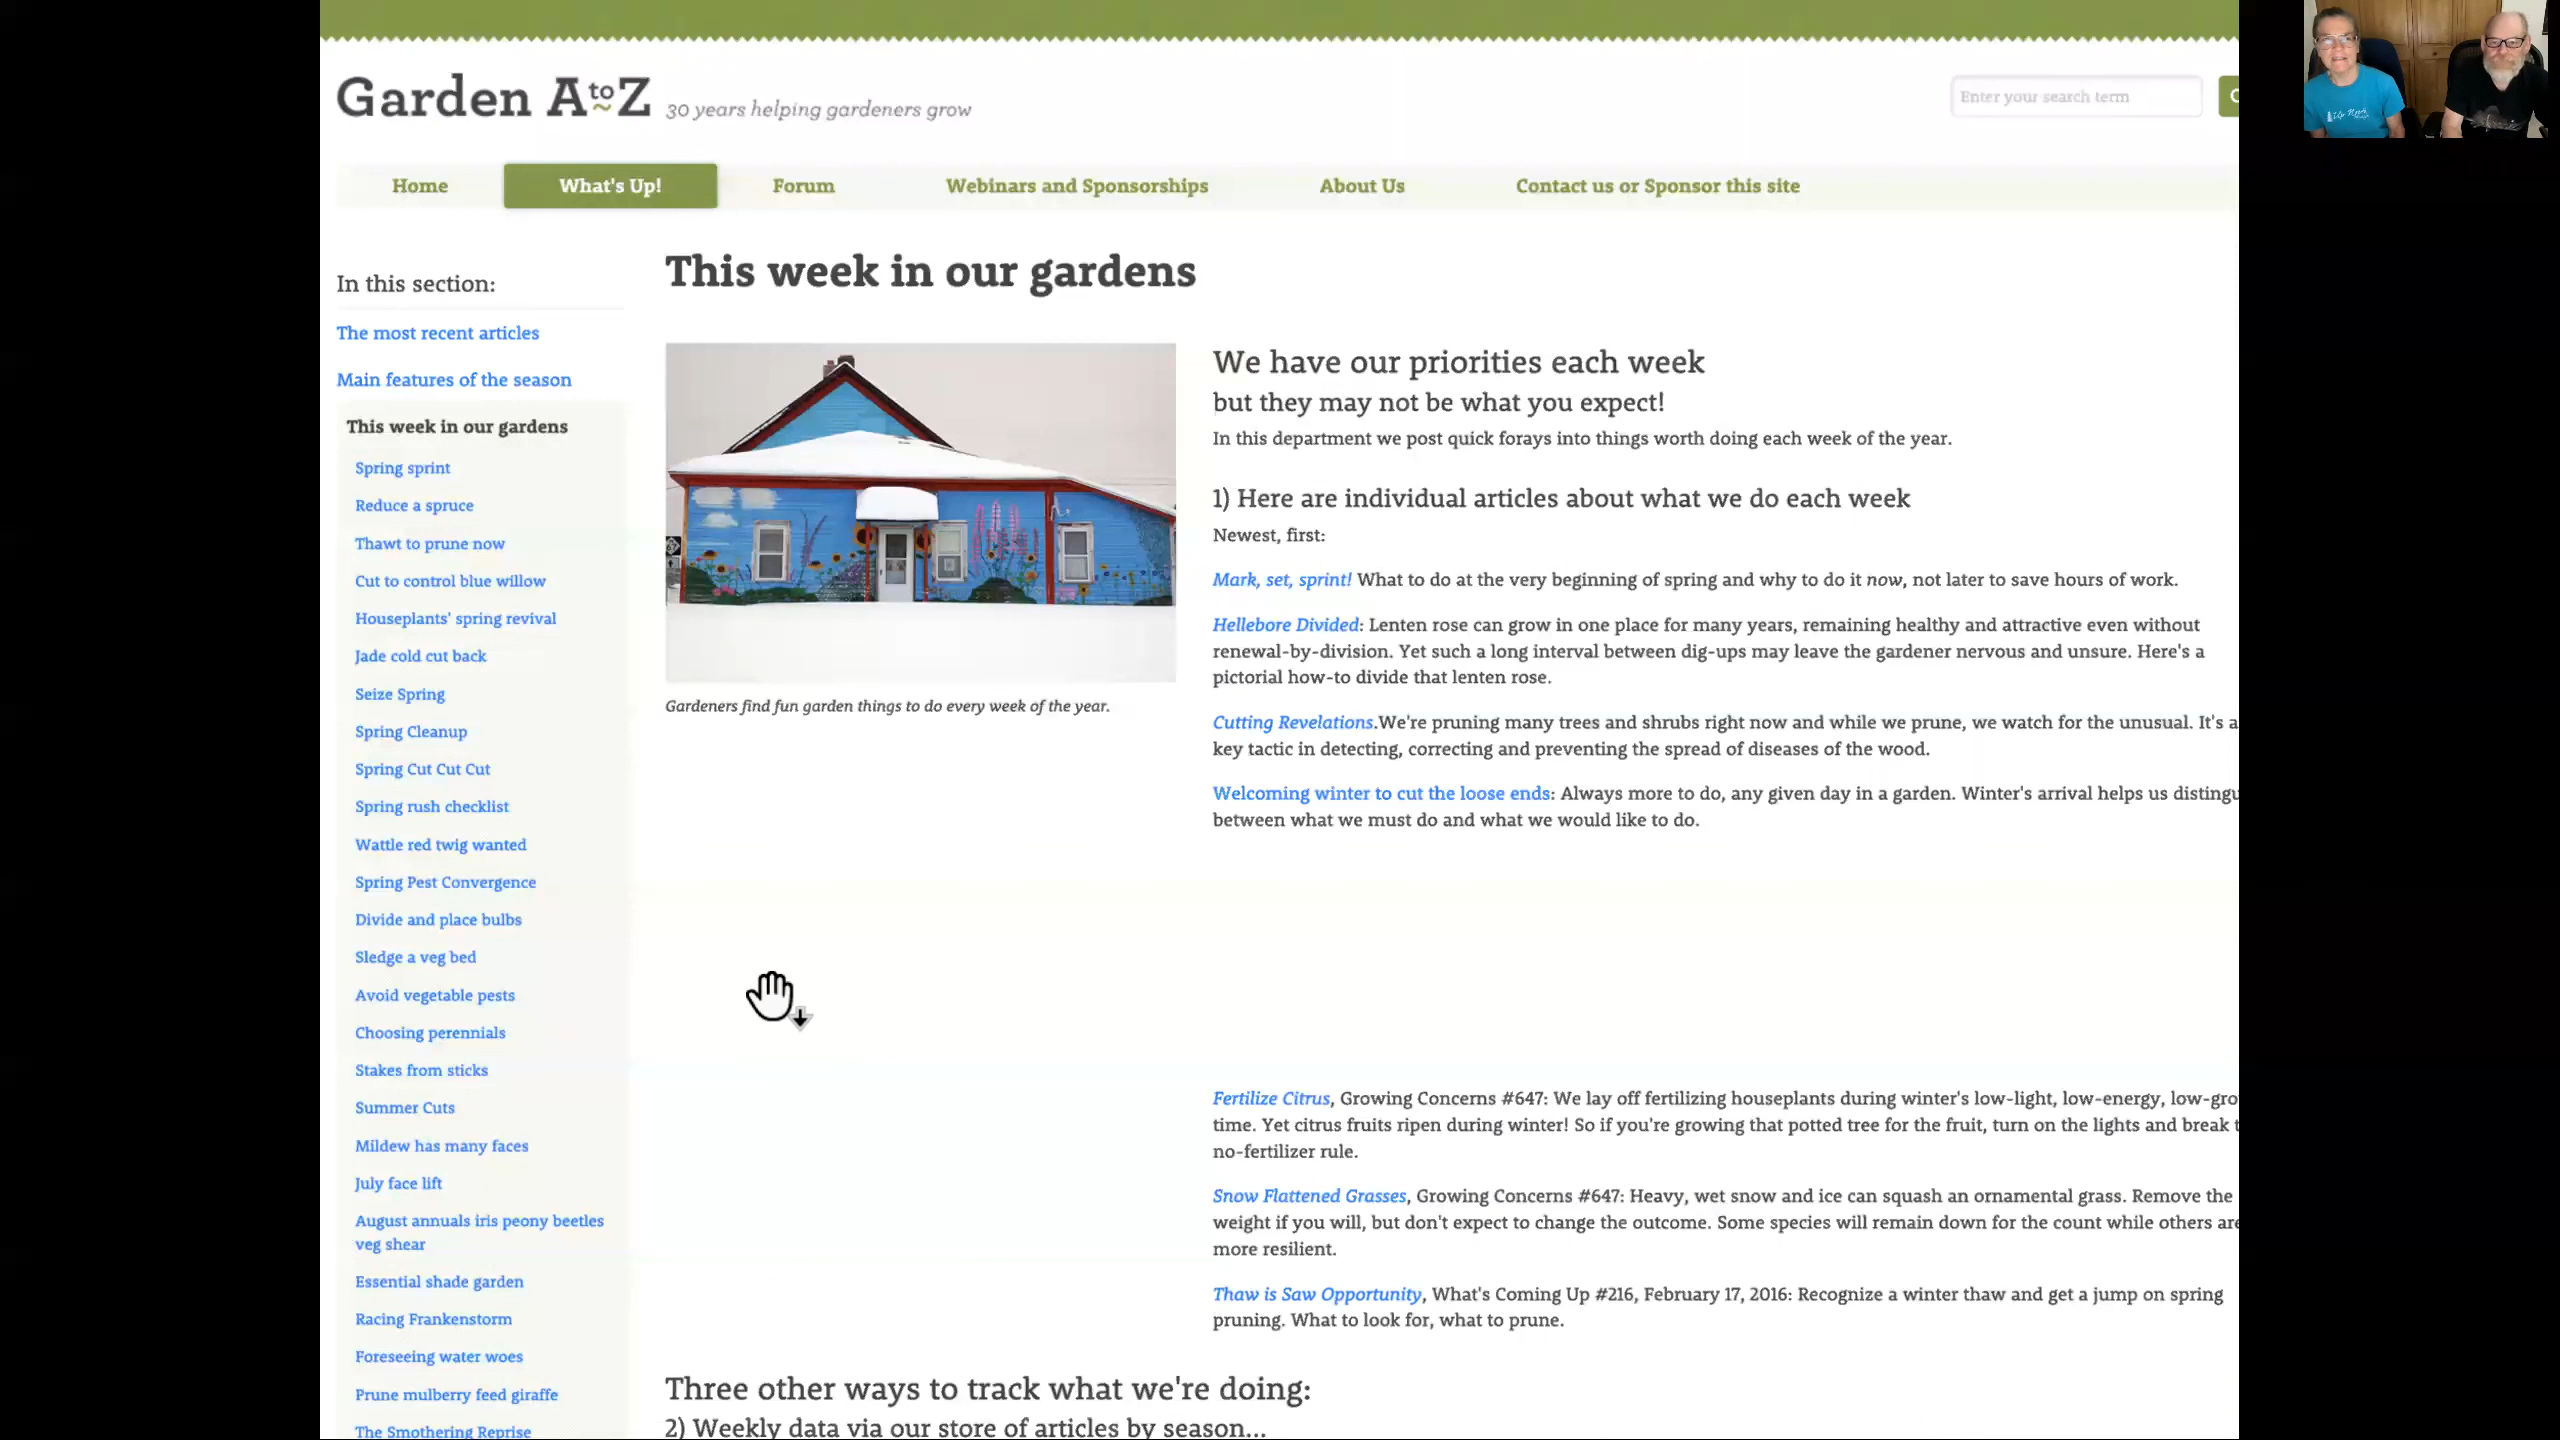 Garden AtoZ 30 years helping gardeners grow
Enter your search term
Home What's Up! Forum Webinars and Sponsorships About Us Contact us or Sponsor this site
In this section:
The most recent articles
Main features of the season
This week in our gardens
Spring sprint
Reduce a spruce
Thawt to prune now
Cut to control blue willow
Houseplants' spring revival
Jade cold cut back
Seize Spring
Spring Cleanup
Spring Cut Cut Cut
Spring rush checklist
Wattle red twig wanted
Spring Pest Convergence
Divide and place bulbs
Sledge a veg bed
Avoid vegetable pests
Choosing perennials
Stakes from sticks
Summer Cuts
Mildew has many faces
July face lift
August annuals iris peony beetles
veg shear
Essential shade garden
Racing Frankenstorm
Foreseeing water woes
Prune mulberry feed giraffe
The Smothering Reprise
This week in our gardens
Gardeners find fun garden things to do every week of the year.
We have our priorities each week
but they may not be what you expect!
In this department we post quick forays into things worth doing each week of the year.
1) Here are individual articles about what we do each week
Newest, first:
Mark, set, sprint! What to do at the very beginning of spring and why to do it now, not later to save hours of work.
Hellebore Divided: Lenten rose can grow in one place for many years, remaining healthy and attractive even without
renewal-by-division. Yet such a long interval between dig-ups may leave the gardener nervous and unsure. Here's a
pictorial how-to divide that lenten rose.
Cutting Revelations.We're pruning many trees and shrubs right now and while we prune, we watch for the unusual. It's a
key tactic in detecting, correcting and preventing the spread of diseases of the wood.
Welcoming winter to cut the loose ends: Always more to do, any given day in a garden. Winter's arrival helps us distingu
between what we must do and what we would like to do.
Fertilize Citrus, Growing Concerns #647: We lay off fertilizing houseplants during winter's low-light, low-energy, low-gro
time. Yet citrus fruits ripen during winter! So if you're growing that potted tree for the fruit, turn on the lights and break t
no-fertilizer rule.
Snow Flattened Grasses, Growing Concerns #647: Heavy, wet snow and ice can squash an ornamental grass. Remove the
weight if you will, but don't expect to change the outcome. Some species will remain down for the count while others are
more resilient.
Thaw is Saw Opportunity, What's Coming Up #216, February 17, 2016: Recognize a winter thaw and get a jump on spring
pruning. What to look for, what to prune.
Three other ways to track what we're doing:
2) Weekly data via our store of articles by season...